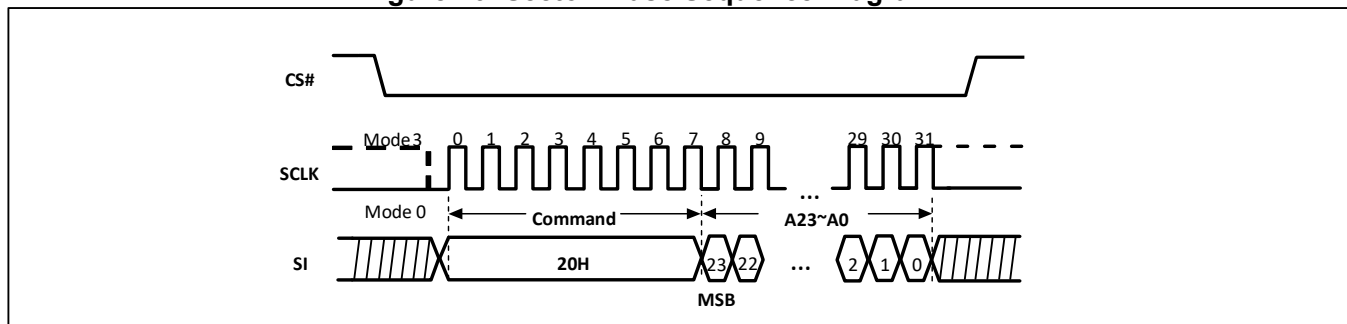 CS#
Mode 3 0 1 2 3 4 5 6 7 8 9 29 30 31
SCLK
...
Mode 0 Command A23~A0
SI 20H 23 22 ... 2 1 0
MSB